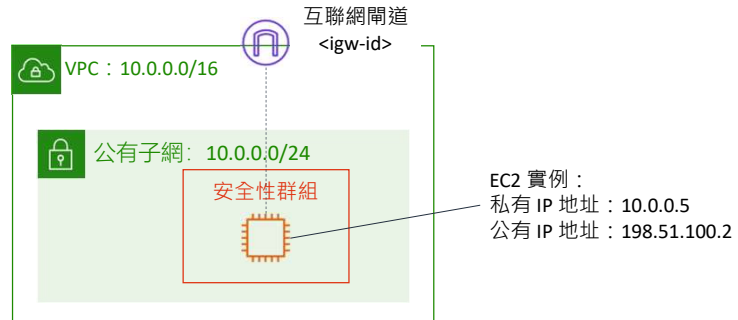 互聯網閘道
<igw-id>
VPC：10.0.0.0/16
公有子網：10.0.0.0/24
安全性群組
EC2 實例：
私有 IP 地址：10.0.0.5
公有 IP 地址：198.51.100.2